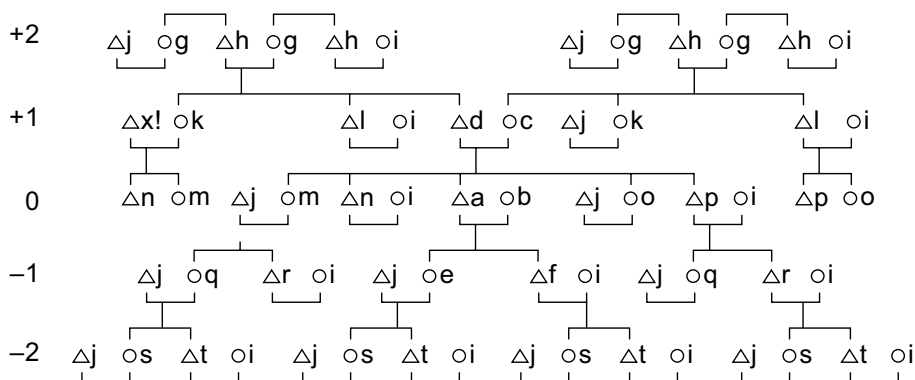 +2 j g h g h i j g h g h i
+1 x! k l i d c j k l i
0 n m j m n i a b j o p i p o
–1 j q r i j e f i j q r i
–2 j s t i j s t i j s t i j s t i